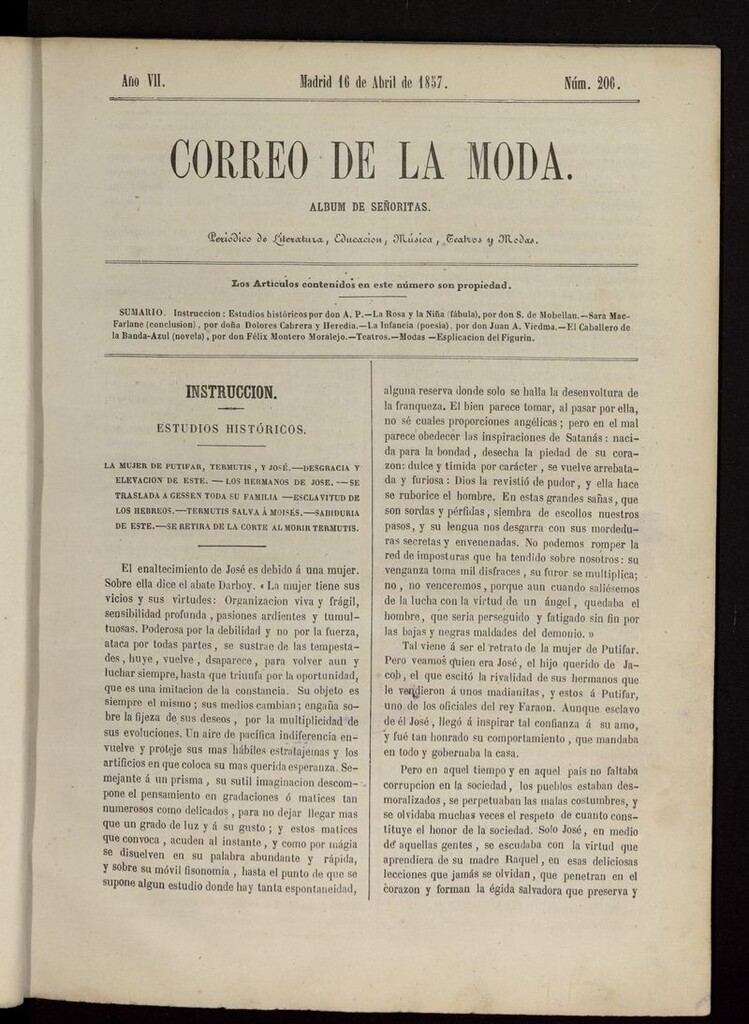 Año VII.
Madrid 16 de Abril de 1857.
Núm. 206.
CORREO DE LA MODA.
ALBUM DE SEÑORITAS.
Periódico de Literatura, Educacion, Música, Teatros y Modas.
Los Artículos contenidos en este número son propiedad.
SUMARIO. Instruccion: Estudios históricos por don A. P.—La Rosa y la Niña (fábula), por don S. de Mobellan.—Sara Mac-
Farlane (conclusion), por doña Dolores Cabrera y Heredia.—La Infancia (poesía), por don Juan A. Viedma.—El Caballero de
la Banda-Azul (novela), por don Félix Montero Moralejo.—Teatros.—Modas —Esplicacion del Figurin.
INSTRUCCION.
ESTUDIOS HISTÓRICOS.
LA MUJER DE PUTIFAR, TERMUTIS, Y JOSÉ.—DESGRACIA Y
ELEVACION DE ESTE.—LOS HERMANOS DE JOSE.—SE
TRASLADA Á GESSEN TODA SU FAMILIA—ESCLAVITUD DE
LOS HEBREOS.—TERMUTIS SALVA Á MOISÉS.—SABIDURIA
DE ESTE.—SE RETIRA DE LA CORTE AL MORIR TERMUTIS.
El enaltecimiento de José es debido á una mujer.
Sobre ella dice el abate Darboy. «La mujer tiene sus
vicios y sus virtudes: Organizacion viva y frágil,
sensibilidad profunda, pasiones ardientes y tumul-
tuosas. Poderosa por la debilidad y no por la fuerza,
ataca por todas partes, se sustrae de las tempesta-
des, huye, vuelve, dsaparece, para volver aun y
luchar siempre, hasta que triunfa por la oportunidad,
que es una imitacion de la constancia. Su objeto es
siempre el mismo; sus medios cambian; engaña so-
bre la fijeza de sus deseos, por la multiplicidad de
sus evoluciones. Un aire de pacífica indiferencia en-
vuelve y proteje sus mas hábiles estratajemas y los
artificios en que coloca su mas querida esperanza. Se-
mejante á un prisma, su sutil imaginacion descom-
pone el pensamiento en gradaciones ó matices tan
numerosos como delicados, para no dejar llegar mas
que un grado de luz y á su gusto; y estos matices
que convoca, acuden al instante, y como por mágia
se disuelven en su palabra abundante y rápida,
y sobre su móvil fisonomia, hasta el punto de que se
supone algun estudio donde hay tanta espontaneidad,
alguna reserva donde solo se halla la desenvoltura de
la franqueza. El bien parece tomar, al pasar por ella,
no sé cuales proporciones angélicas; pero en el mal
parece obedecer las inspiraciones de Satanás: naci-
da para la bondad, desecha la piedad de su cora-
zon: dulce y tímida por carácter, se vuelve arrebata-
da y furiosa: Dios la revistió de pudor, y ella hace
se ruborice el hombre. En estas grandes sañas, que
son sordas y pérfidas, siembra de escollos nuestros
pasos, y su lengua nos desgarra con sus mordedu-
ras secretas y envenenadas. No podemos romper la
red de imposturas que ha tendido sobre nosotros: su
venganza toma mil disfraces, su furor se multiplica;
no, no venceremos, porque aun cuando saliésemos
de la lucha con la virtud de un ángel, quedaba el
hombre, que seria perseguido y fatigado sin fin por
las bajas y negras maldades del demonio.»
Tal viene á ser el retrato de la mujer de Putifar.
Pero veamos quien era José, el hijo querido de Ja-
cob, el que escitó la rivalidad de sus hermanos que
le vendieron á unos madianitas, y estos á Putifar,
uno de los oficiales del rey Faraon. Aunque esclavo
de él José, llegó á inspirar tal confianza á su amo,
y fué tan honrado su comportamiento, que mandaba
en todo y gobernaba la casa.
Pero en aquel tiempo y en aquel pais no faltaba
corrupcion en la sociedad, los pueblos estaban des-
moralizados, se perpetuaban las malas costumbres, y
se olvidaba muchas veces el respeto de cuanto cons-
tituye el honor de la sociedad. Solo José, en medio
de aquellas gentes, se escudaba con la virtud que
aprendiera de su madre Raquel, en esas deliciosas
lecciones que jamás se olvidan, que penetran en el
corazon y forman la égida salvadora que preserva y